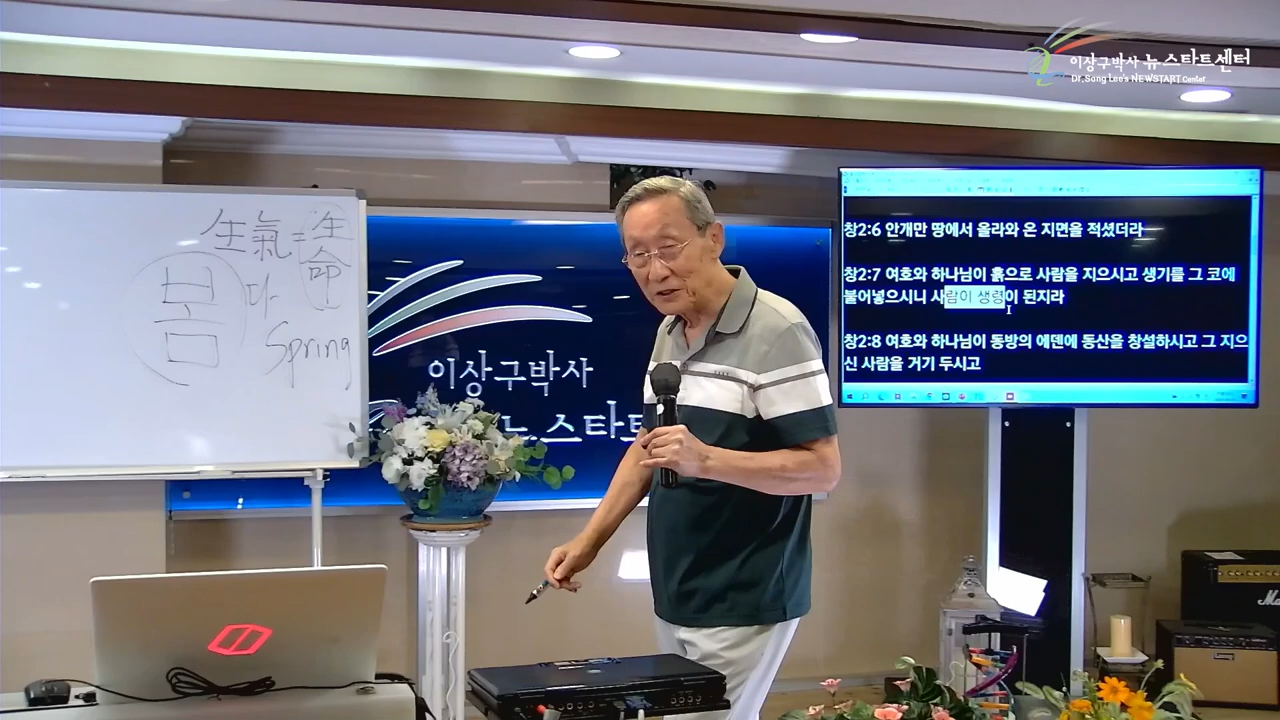 이상구박사 뉴스타트센터
Dr.Sang Lee's NEWSTART Center
生氣=生命
봄다
Spring
이상구박사
뉴스타트
창2:6 안개만 땅에서 올라와 온 지면을 적셨더라
창2:7 여호와 하나님이 흙으로 사람을 지으시고 생기를 그 코에
불어넣으시니 사람이 생령이 된지라
창2:8 여호와 하나님이 동방의 에덴에 동산을 창설하시고 그 지으
신 사람을 거기 두시고